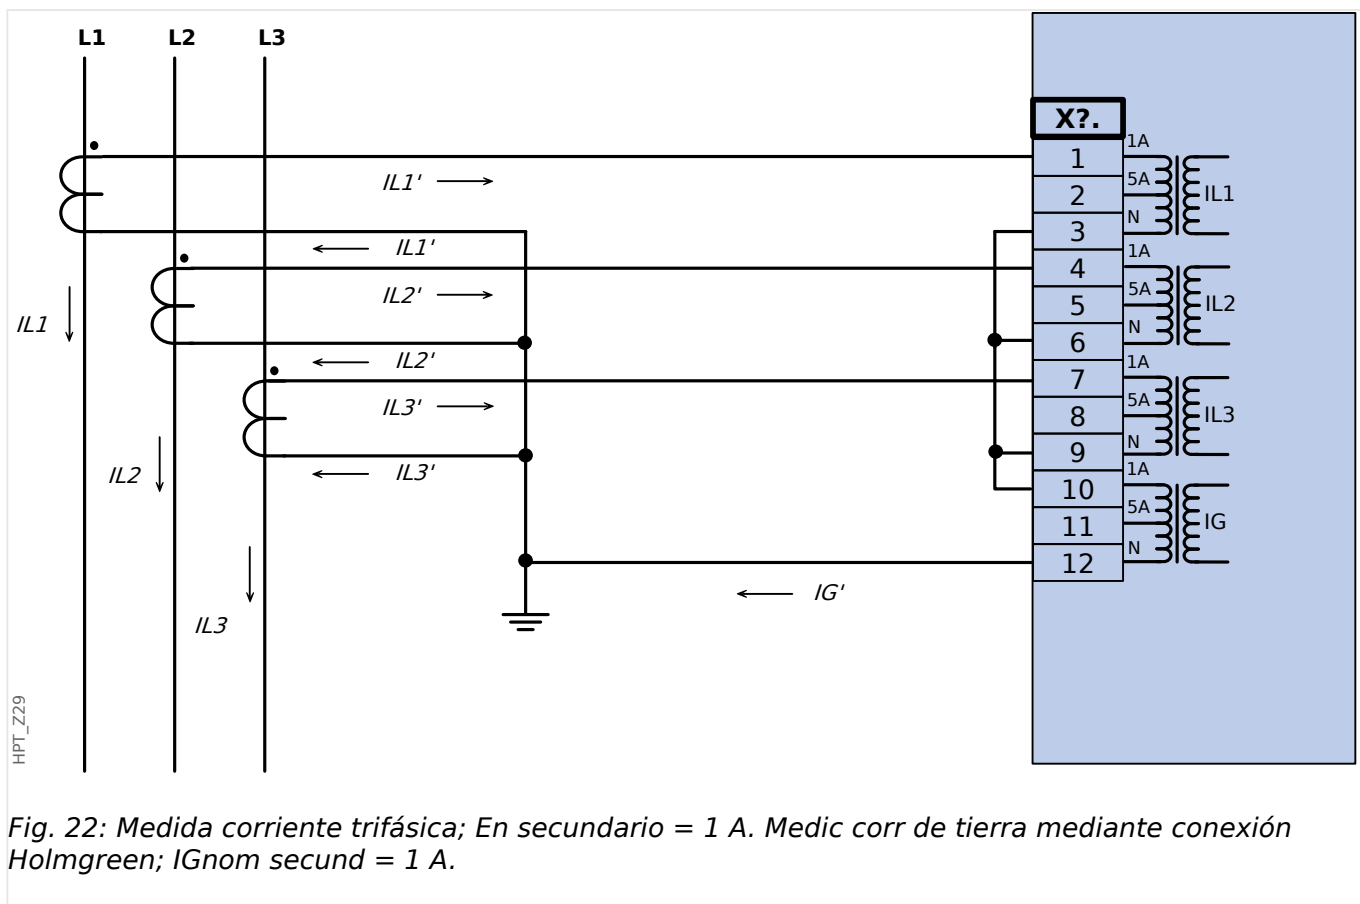 L1 L2 L3
X?.
1
2
3
4
5
6
7
8
9
10
11
12
1A
5A
N
IL1
1A
5A
N
IL2
1A
5A
N
IL3
1A
5A
N
IG
IL1'
IL1'
IL2'
IL2'
IL3'
IL3'
IG'
IL1
IL2
IL3
HPT_Z29
Fig. 22: Medida corriente trifásica; En secundario = 1 A. Medic corr de tierra mediante conexión
Holmgreen; IGnom secund = 1 A.